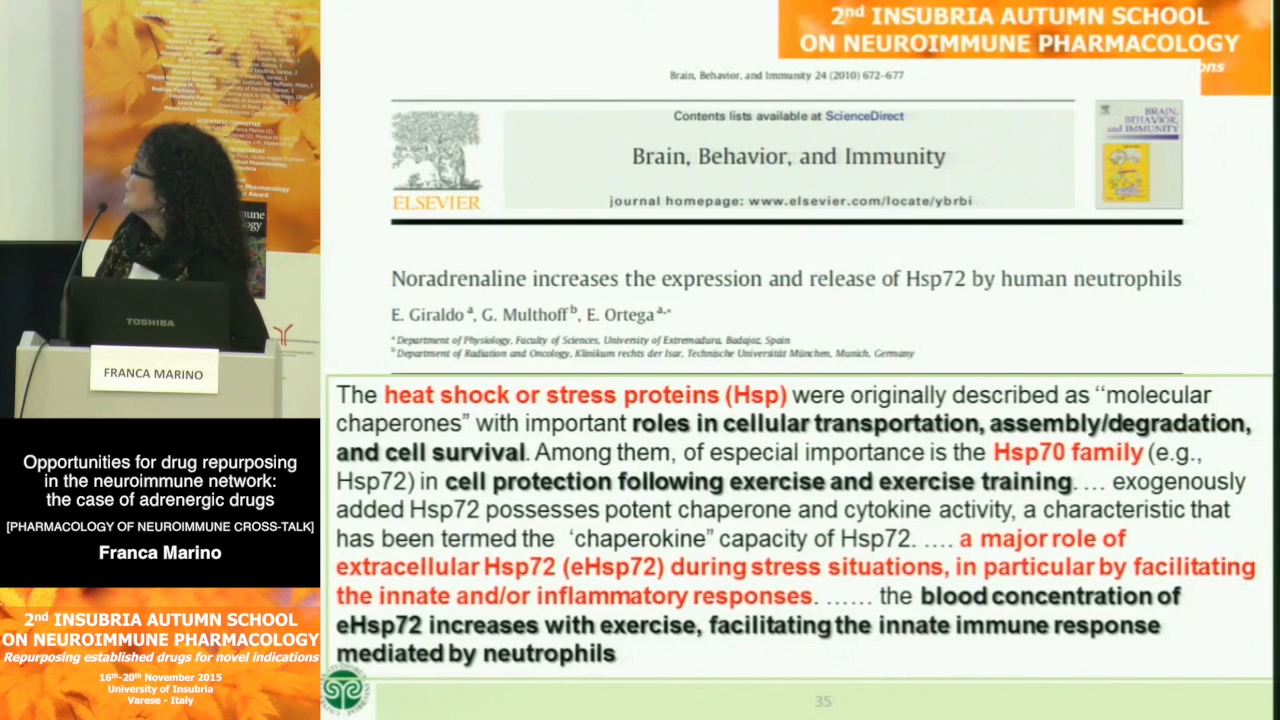 2nd INSUBRIA AUTUMN SCHOOL
ON NEUROIMMUNE PHARMACOLOGY
ons
Brain, Behavior, and Immunity 24 (2010) 672–677
Contents lists available at ScienceDirect
Brain, Behavior, and Immunity
journal homepage: www.elsevier.com/locate/ybrbi
ELSEVIER
BRAIN,
BEHAVIOR,
and IMMUNITY
Noradrenaline increases the expression and release of Hsp72 by human neutrophils
E. Giraldo a, G. Multhoff b, E. Ortega a,*
a Department of Physiology, Faculty of Sciences, University of Extremadura, Badajoz, Spain
b Department of Radiation and Oncology, Klinikum rechts der Isar, Technische Universität München, Munich, Germany
The heat shock or stress proteins (Hsp) were originally described as ‘‘molecular
chaperones” with important roles in cellular transportation, assembly/degradation,
and cell survival. Among them, of especial importance is the Hsp70 family (e.g.,
Hsp72) in cell protection following exercise and exercise training. … exogenously
added Hsp72 possesses potent chaperone and cytokine activity, a characteristic that
has been termed the ‘chaperokine” capacity of Hsp72. …. a major role of
extracellular Hsp72 (eHsp72) during stress situations, in particular by facilitating
the innate and/or inflammatory responses. …… the blood concentration of
eHsp72 increases with exercise, facilitating the innate immune response
mediated by neutrophils
35
TOSHIBA
FRANCA MARINO
Opportunities for drug repurposing
in the neuroimmune network:
the case of adrenergic drugs
[PHARMACOLOGY OF NEUROIMMUNE CROSS-TALK]
Franca Marino
2nd INSUBRIA AUTUMN SCHOOL
ON NEUROIMMUNE PHARMACOLOGY
Repurposing established drugs for novel indications
16th-20th November 2015
University of Insubria
Varese - Italy